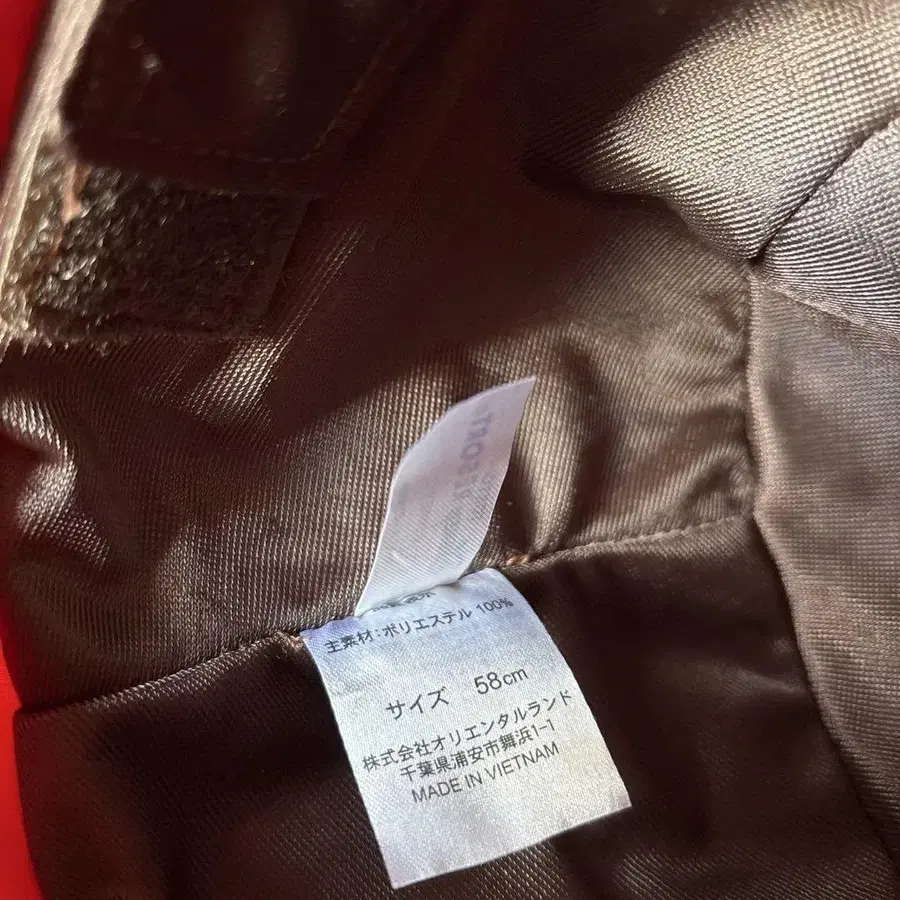 主素材:ポリエステル 100%
サイズ 58cm
株式会社オリエンタルランド
千葉県浦安市舞浜1-1
MADE IN VIETNAM